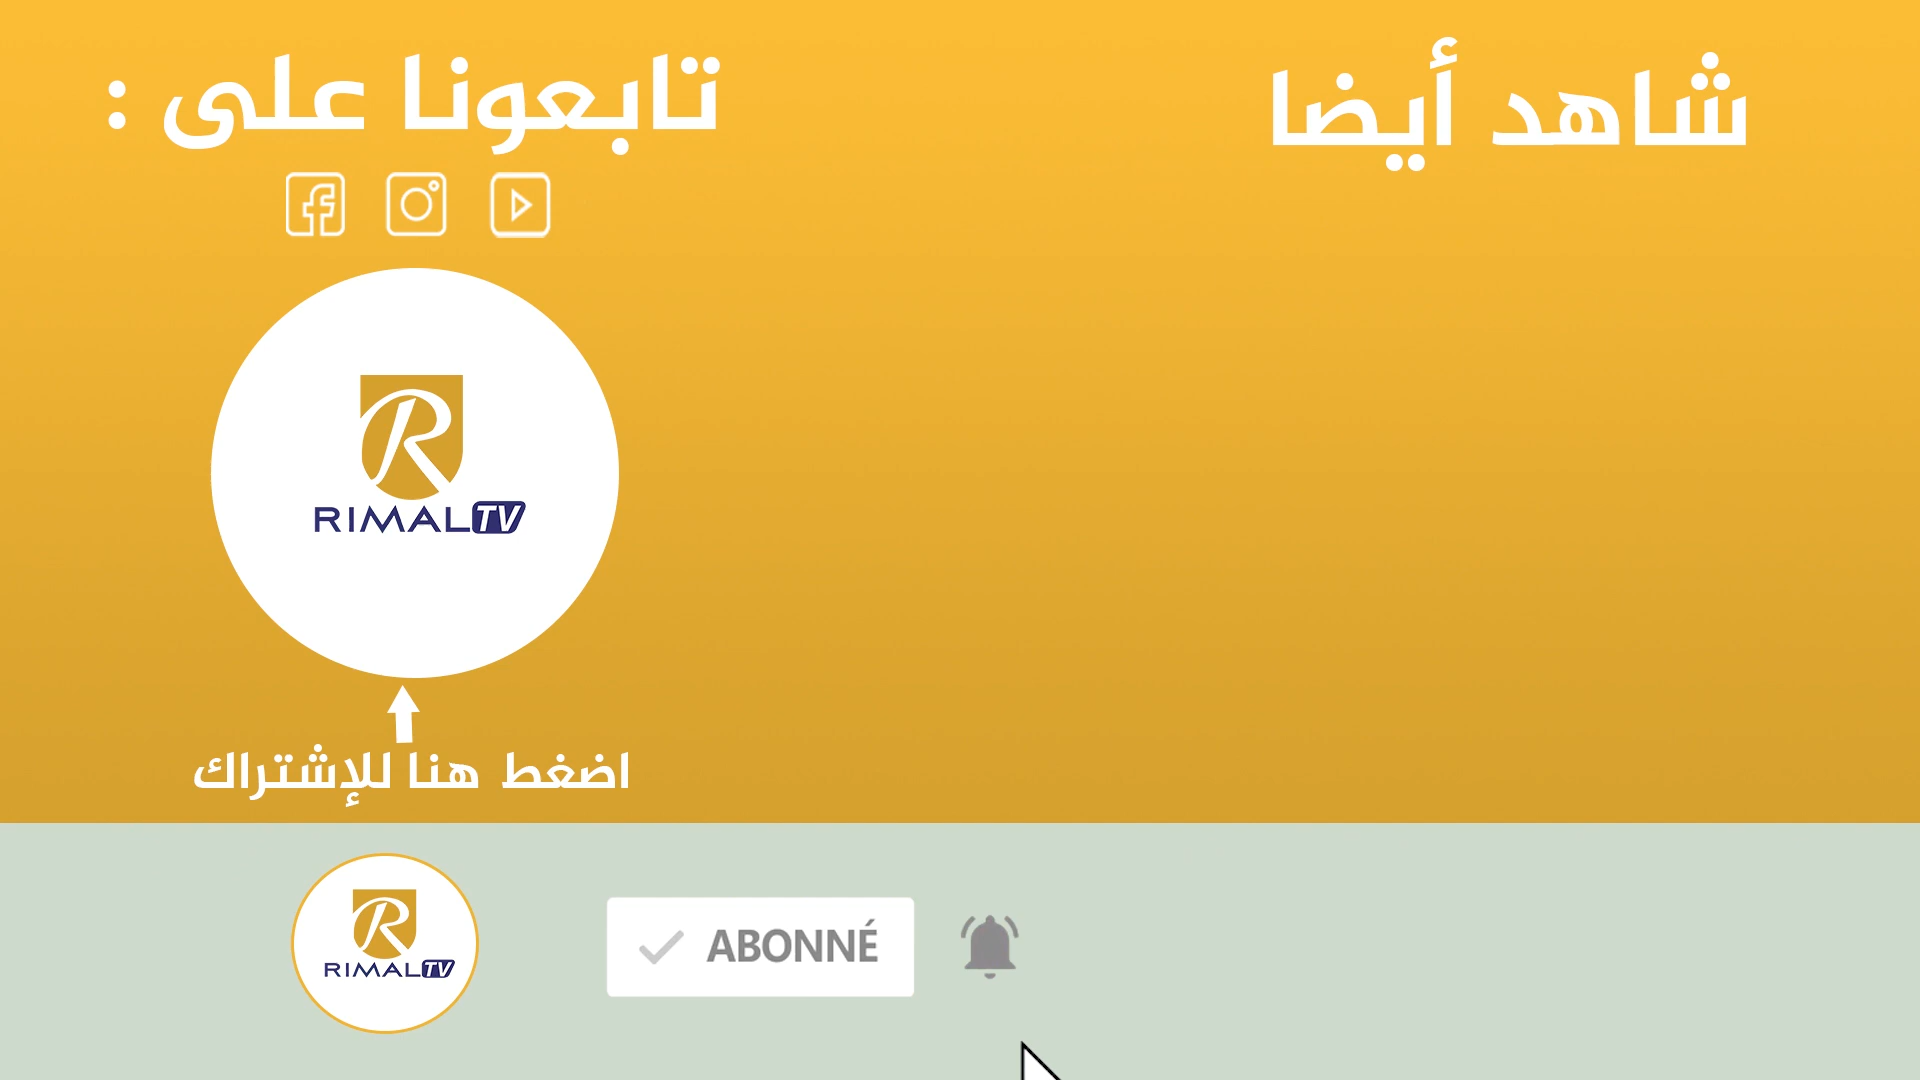 شاهد أيضا
تابعونا على :
RIMAL TV
اضغط هنا للإشتراك
RIMAL TV
ABONNÉ